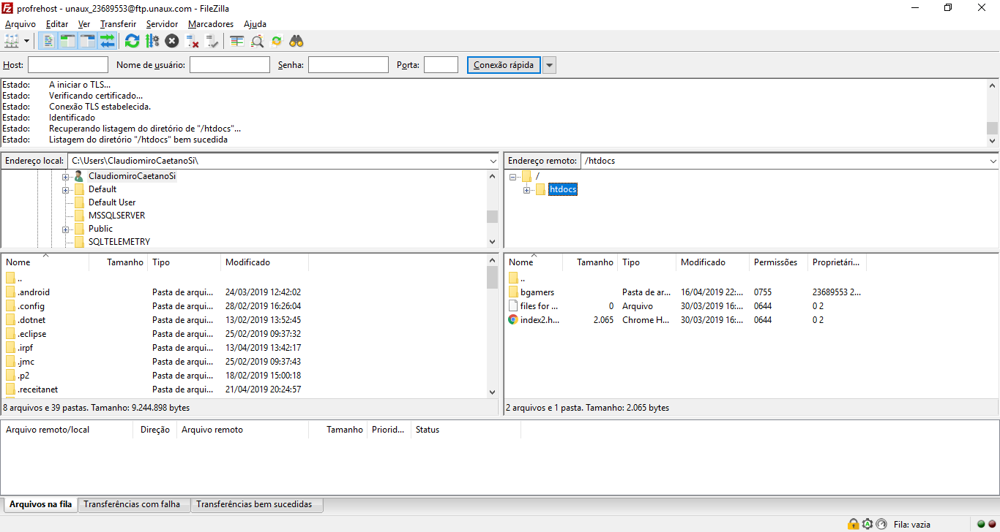 profrehost - unaux_23689553@ftp.unaux.com - FileZilla
Arquivo Editar Ver Transferir Servidor Marcadores Ajuda
Host: Nome de usuário: Senha: Porta: Conexão rápida
Estado: A iniciar o TLS...
Estado: Verificando certificado...
Estado: Conexão TLS estabelecida.
Estado: Identificado
Estado: Recuperando listagem do diretório de "/htdocs"...
Estado: Listagem do diretório "/htdocs" bem sucedida
Endereço local: C:\Users\ClaudiomiroCaetanoSi\
ClaudiomiroCaetanoSi
Default
Default User
MSSQLSERVER
Public
SQLTELEMETRY
Endereço remoto: /htdocs
/
htdocs
Nome Tamanho Tipo Modificado
..
.android Pasta de arqui... 24/03/2019 12:42:02
.config Pasta de arqui... 28/02/2019 16:26:04
.dotnet Pasta de arqui... 13/02/2019 13:52:45
.eclipse Pasta de arqui... 25/02/2019 09:37:32
.irpf Pasta de arqui... 13/04/2019 13:42:17
.jmc Pasta de arqui... 25/02/2019 09:37:43
.p2 Pasta de arqui... 18/02/2019 15:00:18
.receitanet Pasta de arqui... 21/04/2019 20:24:57
8 arquivos e 39 pastas. Tamanho: 9.244.898 bytes
Nome Tamanho Tipo Modificado Permissões Proprietári...
..
bgamers Pasta de ar... 16/04/2019 22:... 0755 23689553 2...
files for ... 0 Arquivo 30/03/2019 16:... 0644 0 2
index2.h... 2.065 Chrome H... 30/03/2019 16:... 0644 0 2
2 arquivos e 1 pasta. Tamanho: 2.065 bytes
Arquivo remoto/local Direção Arquivo remoto Tamanho Priorid... Status
Arquivos na fila Transferências com falha Transferências bem sucedidas
Fila: vazia